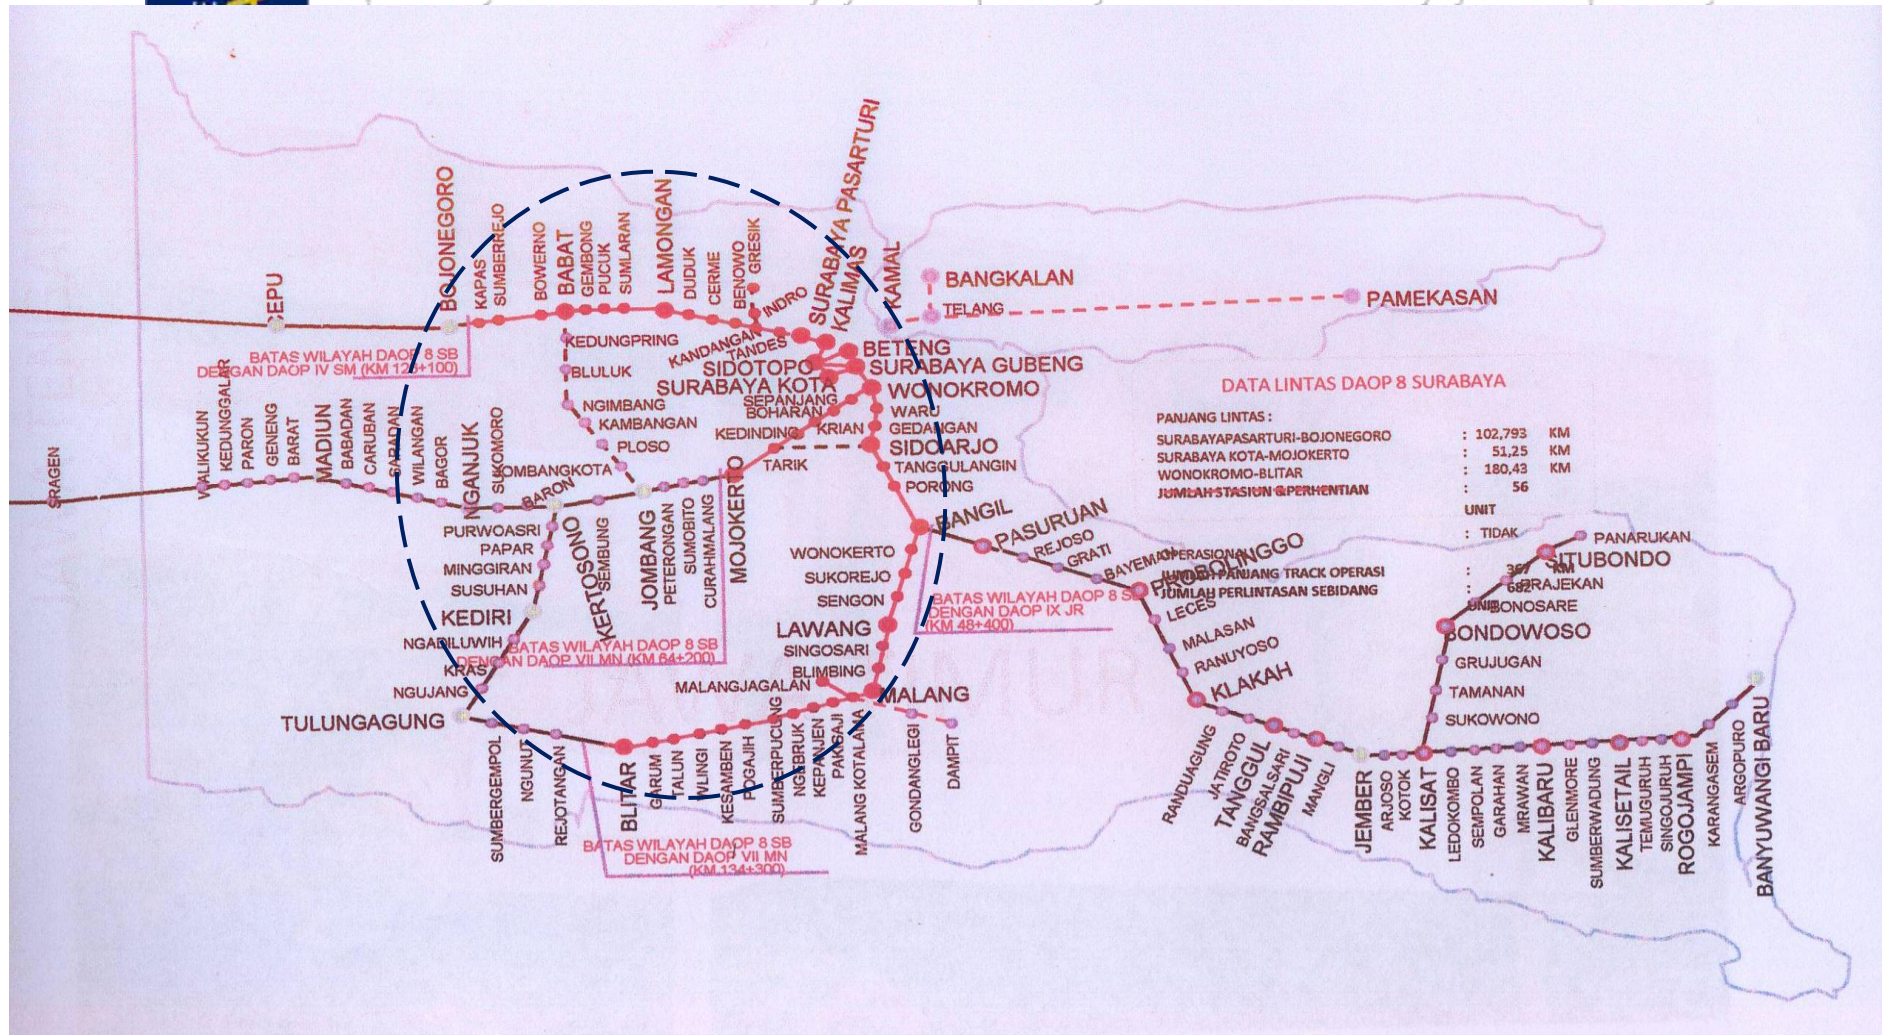 BOJONEGORO
KAPAS
SUMBERREJO
BOWERNO
BABAT
GEMBONG
PUCUK
SUMLARAN
LAMONGAN
DUDUK
CERME
BENOWO
GRESIK
INDRO
SURABAYA PASARTURI
KALIMAS
KAMAL
BANGKALAN
TELANG
PAMEKASAN
CEPU
BATAS WILAYAH DAOP 8 SB
DENGAN DAOP IV SM (KM 125+100)
KEDUNGPRING
BLULUK
NGIMBANG
KAMBANGAN
PLOSO
KANDANGAN
TANDES
SIDOTOPO
SURABAYA KOTA
BETENG
SURABAYA GUBENG
WONOKROMO
SEPANJANG
BOHARAN
KRIAN
KEDINDING
TARIK
WARU
GEDANGAN
SIDOARJO
TANGGULANGIN
PORONG
BANGIL
PASURUAN
REJOSO
GRATI
BAYEMAN
PROBOLINGGO
DATA LINTAS DAOP 8 SURABAYA
PANJANG LINTAS :
SURABAYAPASARTURI-BOJONEGORO : 102,793 KM
SURABAYA KOTA-MOJOKERTO : 51,25 KM
WONOKROMO-BLITAR : 180,43 KM
JUMLAH STASIUN &PERHENTIAN : 56
UNIT
: TIDAK
OPERASIONAL
JUMLAH PANJANG TRACK OPERASI : 367 KM
JUMLAH PERLINTASAN SEBIDANG : 682
UNIT
SRAGEN
WALIKUKUN
KEDUNGGALAR
PARON
GENENG
BARAT
MADIUN
BABADAN
CARUBAN
SARADAN
WILANGAN
BAGOR
NGANJUK
SUKOMORO
JOMBANGKOTA
BARON
KERTOSONO
SEMBUNG
JOMBANG
PETERONGAN
SUMOBITO
CURAHMALANG
MOJOKERTO
PURWOASRI
PAPAR
MINGGIRAN
SUSUHAN
KEDIRI
NGADILUWIH
KRAS
NGUJANG
TULUNGAGUNG
BATAS WILAYAH DAOP 8 SB
DENGAN DAOP VII MN (KM 64+200)
WONOKERTO
SUKOREJO
SENGON
LAWANG
SINGOSARI
BLIMBING
MALANGJAGALAN
MALANG
BATAS WILAYAH DAOP 8 SB
DENGAN DAOP IX JR
(KM 48+400)
LECES
MALASAN
RANUYOSO
KLAKAH
PANARUKAN
SITUBONDO
PRAJEKAN
BONOSARE
BONDOWOSO
GRUJUGAN
TAMANAN
SUKOWONO
SUMBERGEMPOL
NGUNUT
REJOTANGAN
BLITAR
GARUM
TALUN
WLINGI
KESAMBEN
POGAJIH
SUMBERPUCUNG
NGEBRUK
KEPANJEN
PAKISAJI
MALANG KOTALAMA
GONDANGLEGI
DAMPIT
BATAS WILAYAH DAOP 8 SB
DENGAN DAOP VII MN
(KM 134+300)
RANDUAGUNG
JATIROTO
TANGGUL
BANGSALSARI
RAMBIPUJI
MANGLI
JEMBER
ARJOSO
KOTOK
KALISAT
LEDOKOMBO
SEMPOLAN
GARAHAN
MRAWAN
KALIBARU
GLENMORE
SUMBERWADUNG
KALISETAIL
TEMUGURUH
SINGOJURUH
ROGOJAMPI
KARANGASEM
ARGOPURO
BANYUWANGI BARU